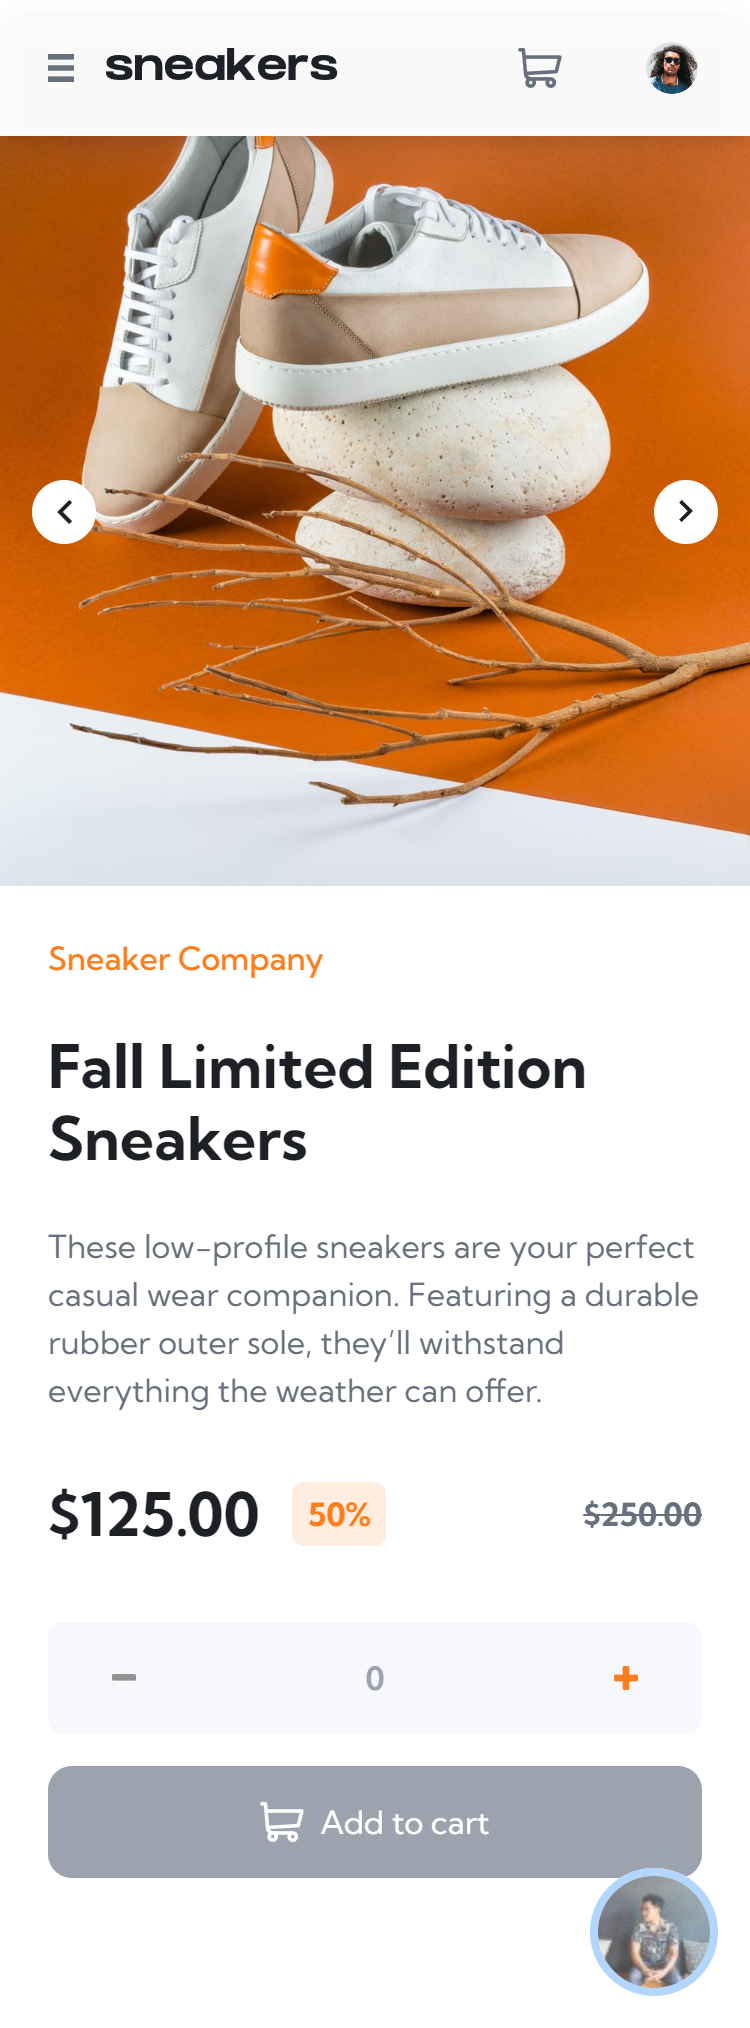 sneakers
Sneaker Company
Fall Limited Edition
Sneakers
These low-profile sneakers are your perfect
casual wear companion. Featuring a durable
rubber outer sole, they’ll withstand
everything the weather can offer.
$125.00 50% $250.00
0
Add to cart